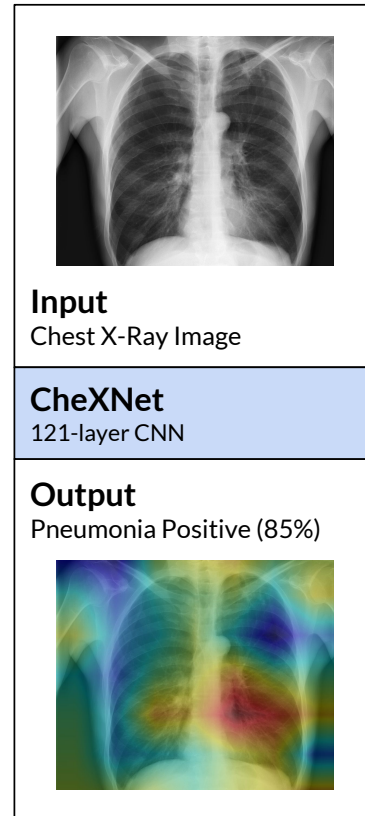 Input
Chest X-Ray Image
CheXNet
121-layer CNN
Output
Pneumonia Positive (85%)